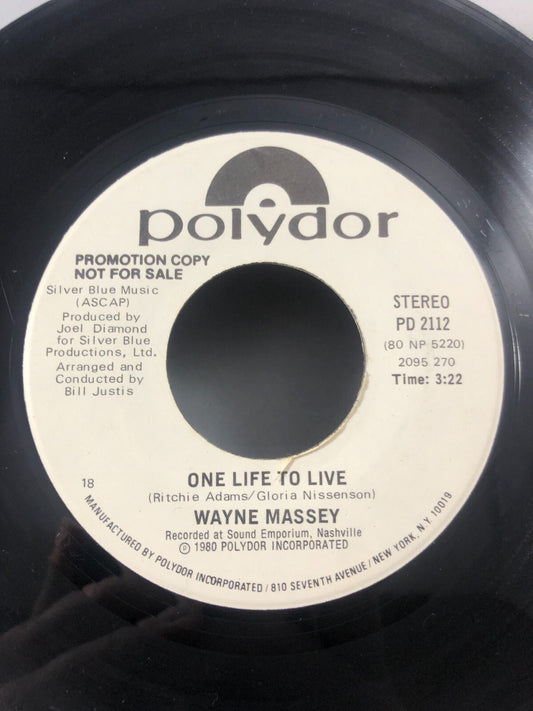 polydor
PROMOTION COPY
NOT FOR SALE
Silver Blue Music
(ASCAP)
Produced by
Joel Diamond
for Silver Blue
Productions, Ltd.
Arranged and
Conducted by
Bill Justis
STEREO
PD 2112
(80 NP 5220)
2095 270
Time: 3:22
18
ONE LIFE TO LIVE
(Ritchie Adams/Gloria Nissenson)
WAYNE MASSEY
Recorded at Sound Emporium, Nashville
℗ 1980 POLYDOR INCORPORATED
MANUFACTURED BY POLYDOR INCORPORATED / 810 SEVENTH AVENUE / NEW YORK, N.Y. 10019